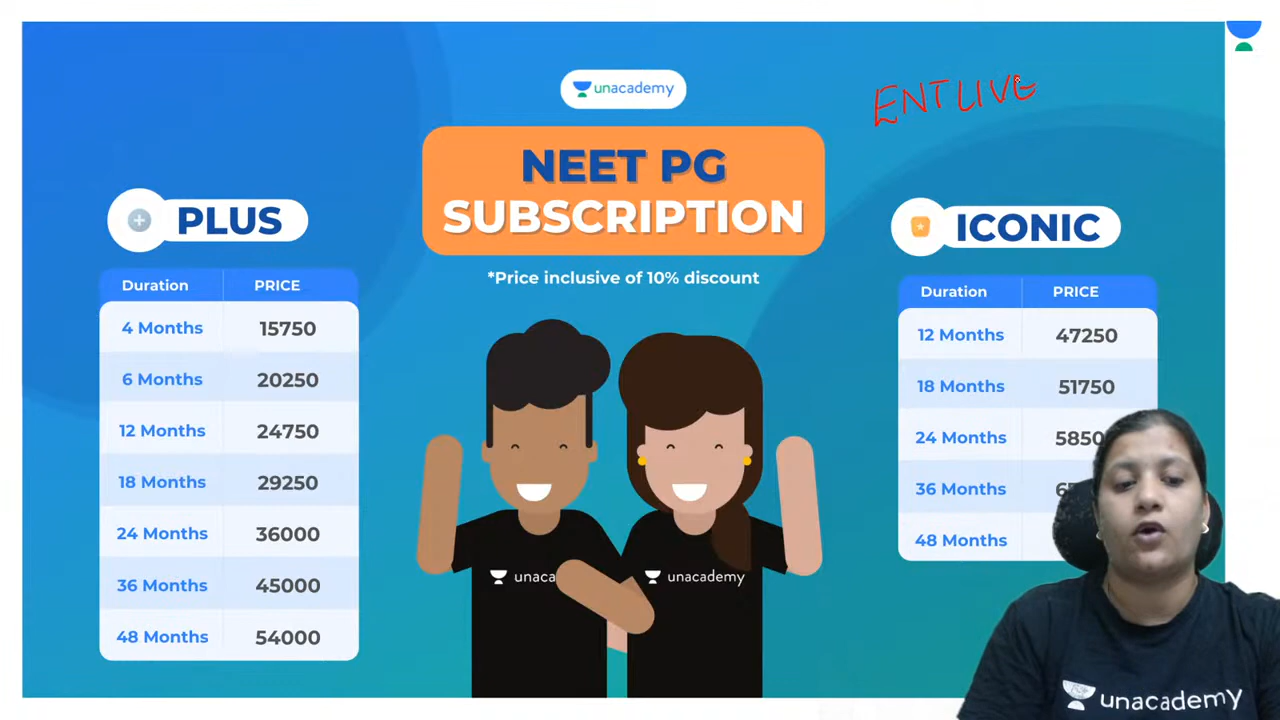 unacademy
ENTLIVE
NEET PG
SUBSCRIPTION
*Price inclusive of 10% discount
PLUS
Duration PRICE
4 Months 15750
6 Months 20250
12 Months 24750
18 Months 29250
24 Months 36000
36 Months 45000
48 Months 54000
ICONIC
Duration PRICE
12 Months 47250
18 Months 51750
24 Months
36 Months
48 Months
unacademy
unacademy